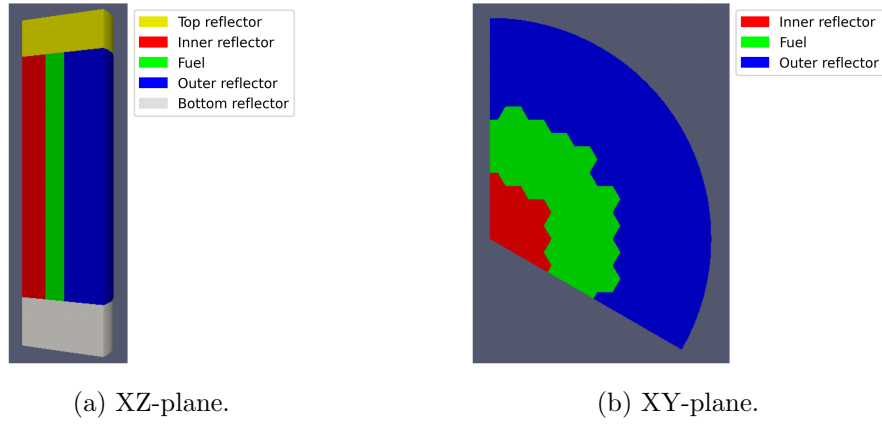 Top reflector
Inner reflector
Fuel
Outer reflector
Bottom reflector
Inner reflector
Fuel
Outer reflector
(a) XZ-plane.
(b) XY-plane.